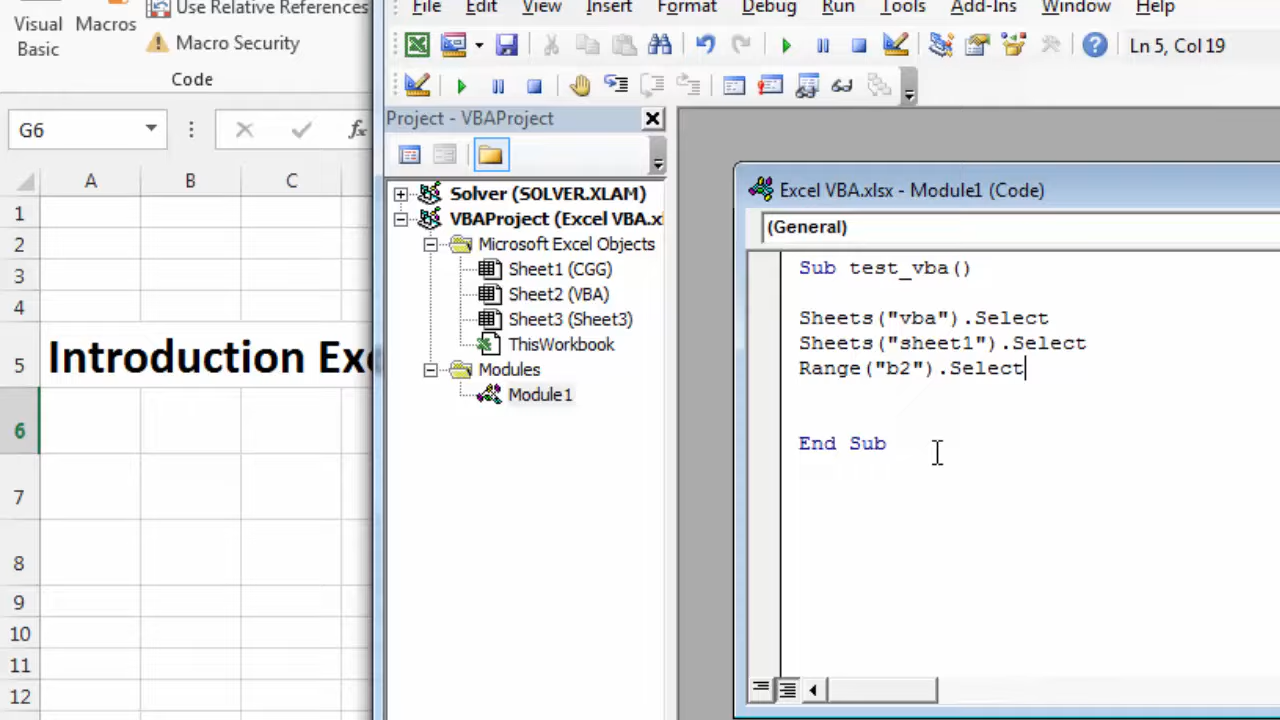 Visual Basic
Macros
Use Relative References
Macro Security
Code
File Edit View Insert Format Debug Run Tools Add-Ins Window Help
Ln 5, Col 19
G6
fx
A B C
1
2
3
4
5
6
7
8
9
10
11
12
Introduction Exc
Project - VBAProject
Solver (SOLVER.XLAM)
VBAProject (Excel VBA.xl
Microsoft Excel Objects
Sheet1 (CGG)
Sheet2 (VBA)
Sheet3 (Sheet3)
ThisWorkbook
Modules
Module1
Excel VBA.xlsx - Module1 (Code)
(General)
Sub test_vba()
Sheets("vba").Select
Sheets("sheet1").Select
Range("b2").Select
End Sub